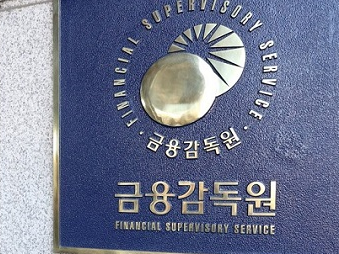 · FINANCIAL SUPERVISORY SERVICE ·
금융감독원
금융감독원
FINANCIAL SUPERVISORY SERVICE